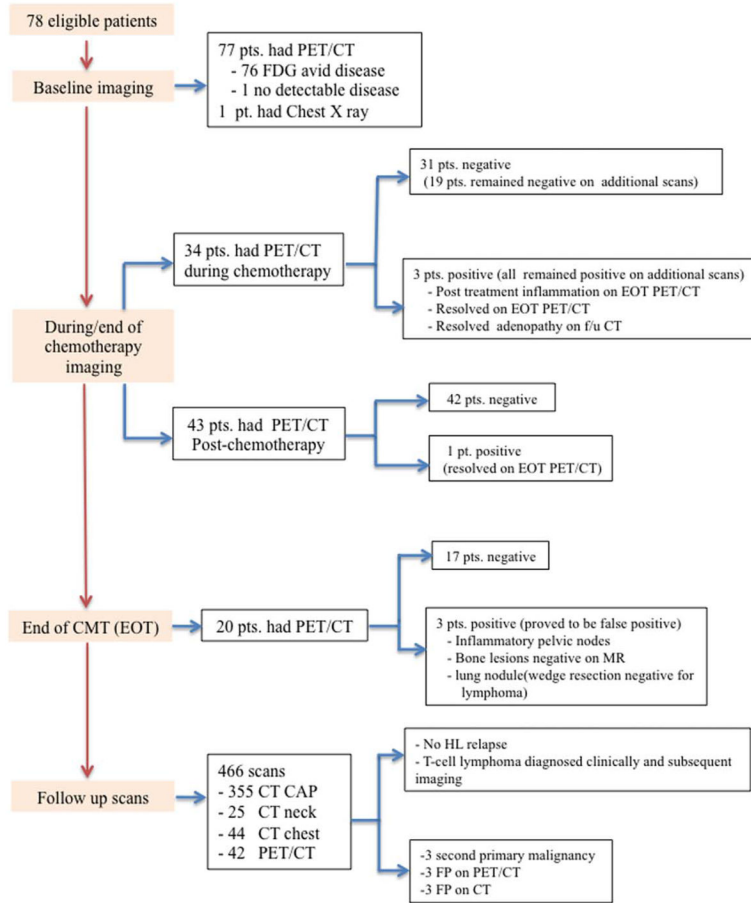 78 eligible patients
Baseline imaging
77 pts. had PET/CT
- 76 FDG avid disease
- 1 no detectable disease
1 pt. had Chest X ray
During/end of
chemotherapy
imaging
34 pts. had PET/CT
during chemotherapy
31 pts. negative
(19 pts. remained negative on additional scans)
3 pts. positive (all remained positive on additional scans)
- Post treatment inflammation on EOT PET/CT
- Resolved on EOT PET/CT
- Resolved adenopathy on f/u CT
43 pts. had PET/CT
Post-chemotherapy
42 pts. negative
1 pt. positive
(resolved on EOT PET/CT)
End of CMT (EOT)
20 pts. had PET/CT
17 pts. negative
3 pts. positive (proved to be false positive)
- Inflammatory pelvic nodes
- Bone lesions negative on MR
- lung nodule(wedge resection negative for
lymphoma)
Follow up scans
466 scans
- 355 CT CAP
- 25 CT neck
- 44 CT chest
- 42 PET/CT
- No HL relapse
- T-cell lymphoma diagnosed clinically and subsequent
imaging
-3 second primary malignancy
-3 FP on PET/CT
-3 FP on CT